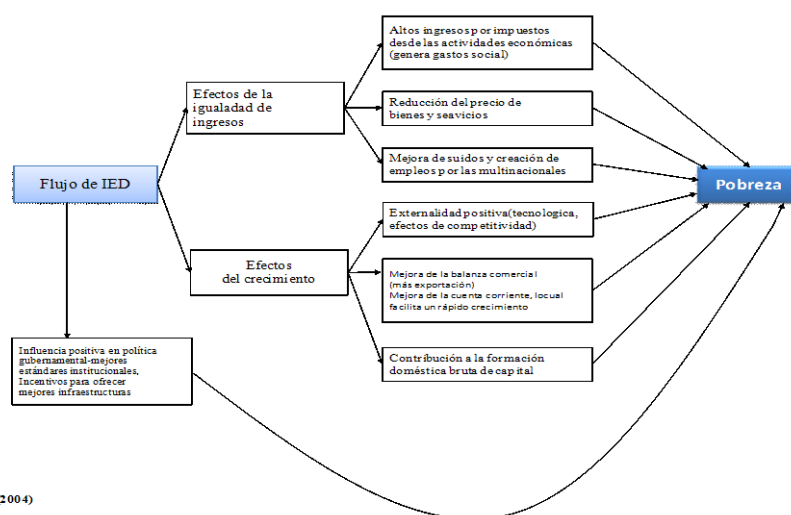 Altos ingresos por impuestos
desde las actividades económicas
(genera gastos social)
Efectos de la
igualadad de
ingresos
Reducción del precio de
bienes y seavicios
Mejora de suidos y creación de
empleos por las multinacionales
Flujo de IED
Pobreza
Externalidad positiva(tecnologica,
efectos de competitividad)
Efectos
del crecimiento
Mejora de la balanza comercial
(más exportación)
Mejora de la cuenta corriente, locual
facilita un rápido crecimiento
Influencia positiva en política
gubernamental-mejores
estándares institucionales,
Incentivos para ofrecer
mejores infraestructuras
Contribución a la formación
doméstica bruta de capital
2004)